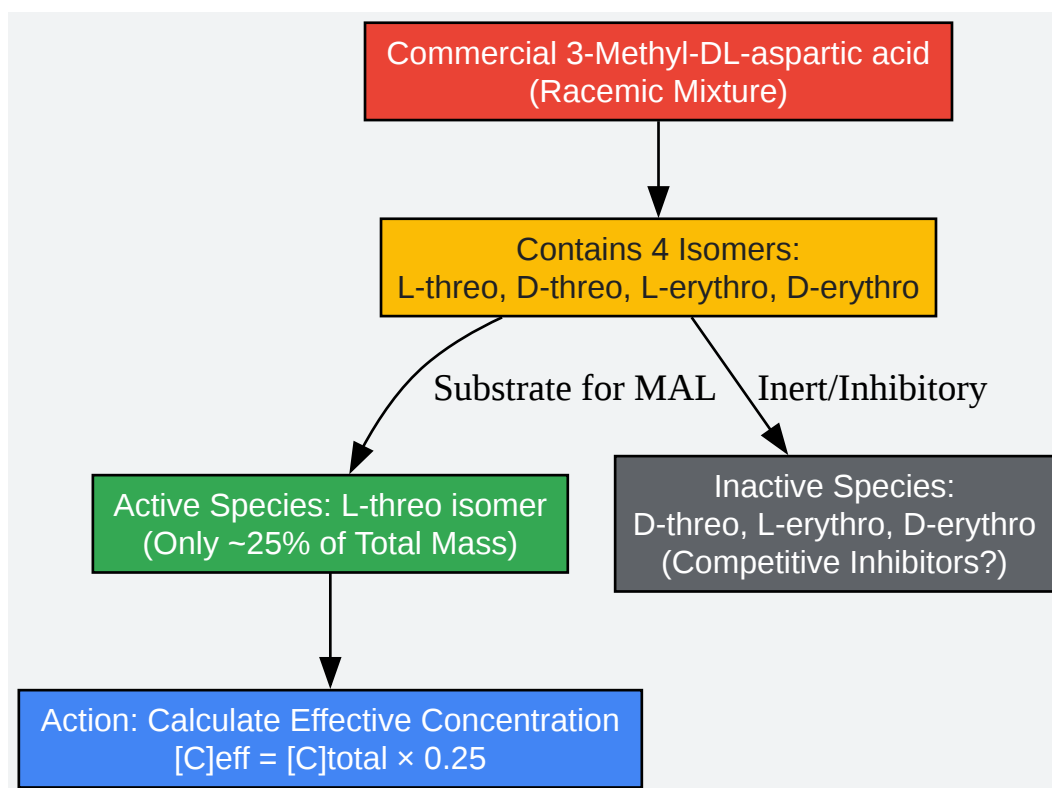 Commercial 3-Methyl-DL-aspartic acid
(Racemic Mixture)
Contains 4 Isomers:
L-threo, D-threo, L-erythro, D-erythro
Substrate for MAL
Inert/Inhibitory
Active Species: L-threo isomer
(Only ~25% of Total Mass)
Inactive Species:
D-threo, L-erythro, D-erythro
(Competitive Inhibitors?)
Action: Calculate Effective Concentration
[C]eff = [C]total × 0.25